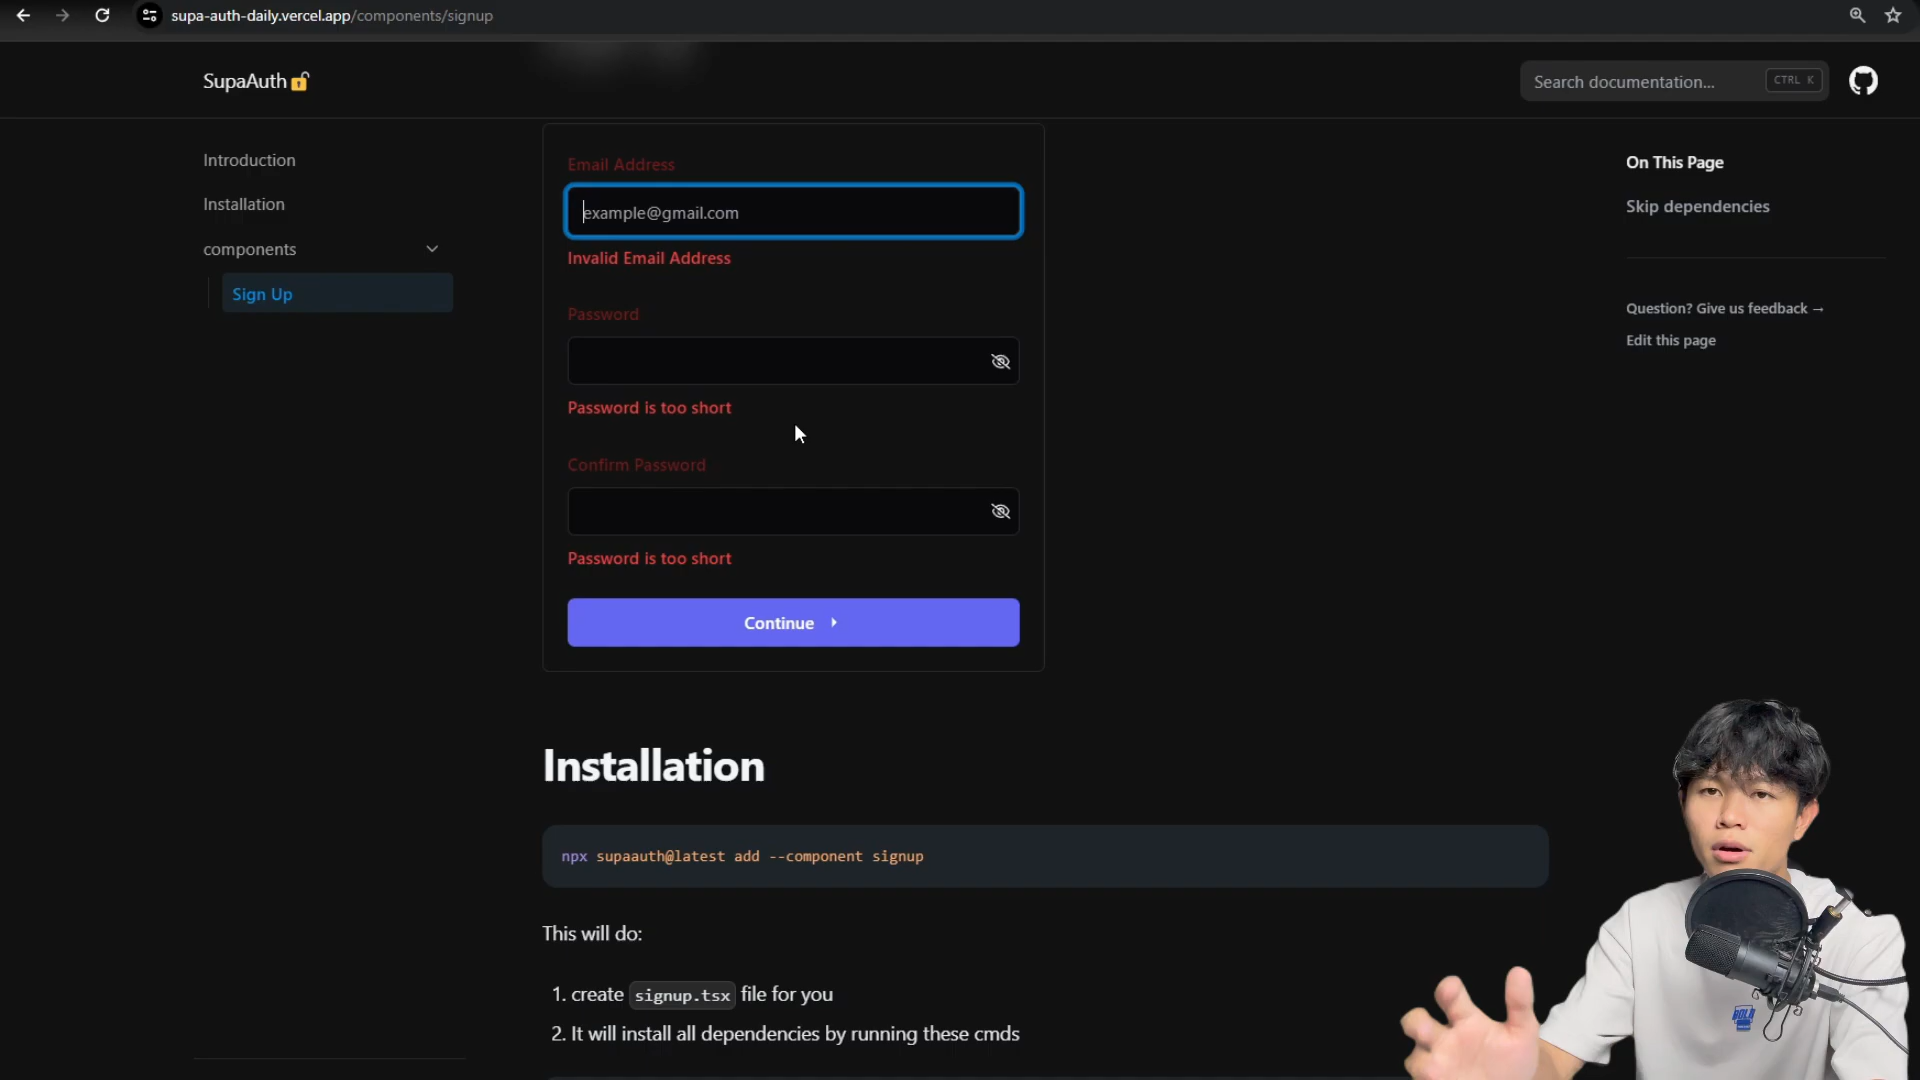 supa-auth-daily.vercel.app/components/signup
SupaAuth
Search documentation...
CTRL K
Introduction
Installation
components
Sign Up
Email Address
example@gmail.com
Invalid Email Address
Password
Password is too short
Confirm Password
Password is too short
Continue
On This Page
Skip dependencies
Question? Give us feedback →
Edit this page
Installation
npx supaauth@latest add --component signup
This will do:
1. create signup.tsx file for you
2. It will install all dependencies by running these cmds